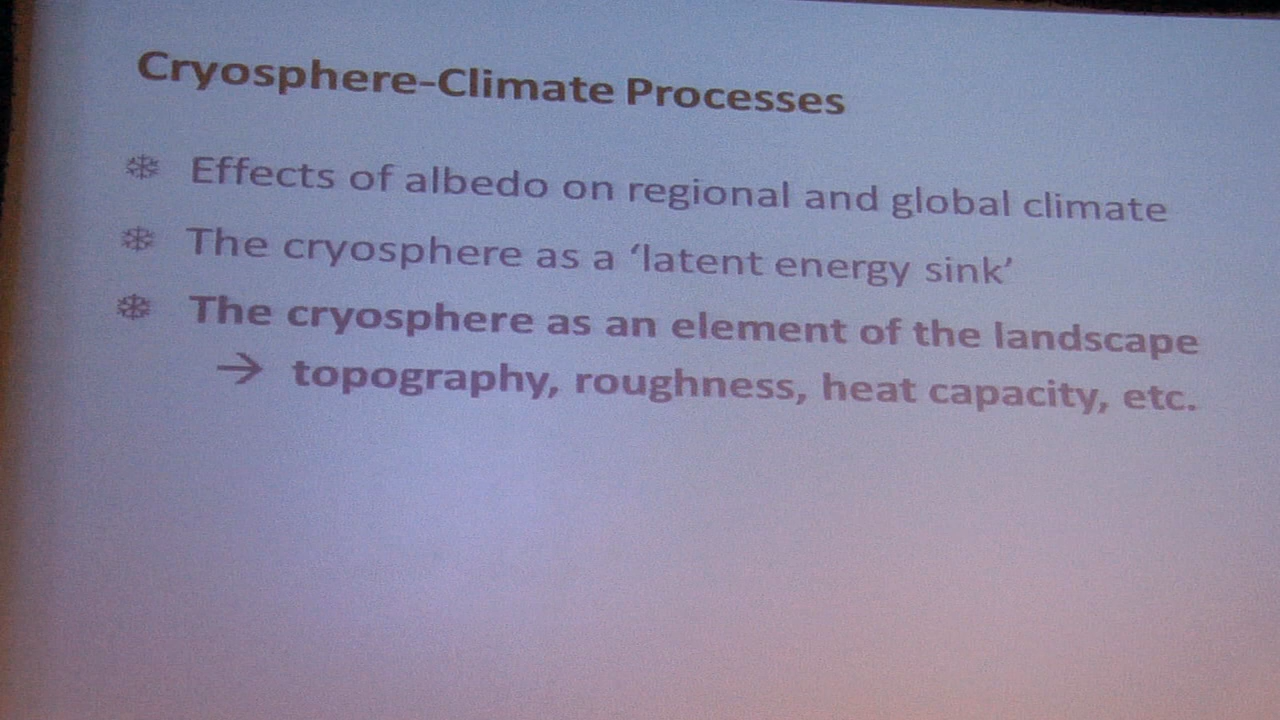 Cryosphere-Climate Processes
Effects of albedo on regional and global climate
The cryosphere as a ‘latent energy sink’
The cryosphere as an element of the landscape
→ topography, roughness, heat capacity, etc.